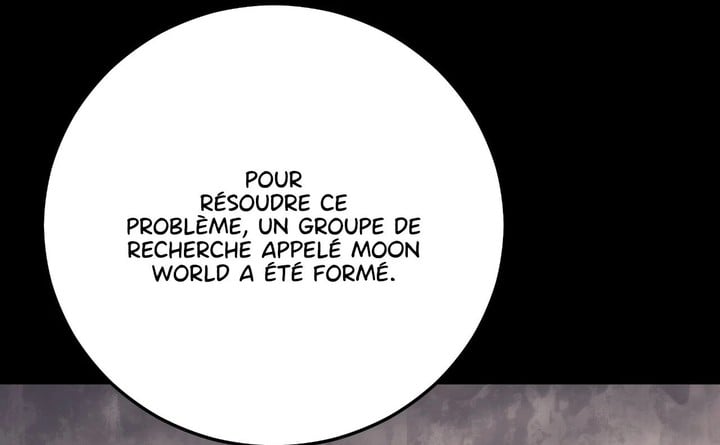 POUR
RÉSOUDRE CE
PROBLÈME, UN GROUPE DE
RECHERCHE APPELÉ MOON
WORLD A ÉTÉ FORMÉ.